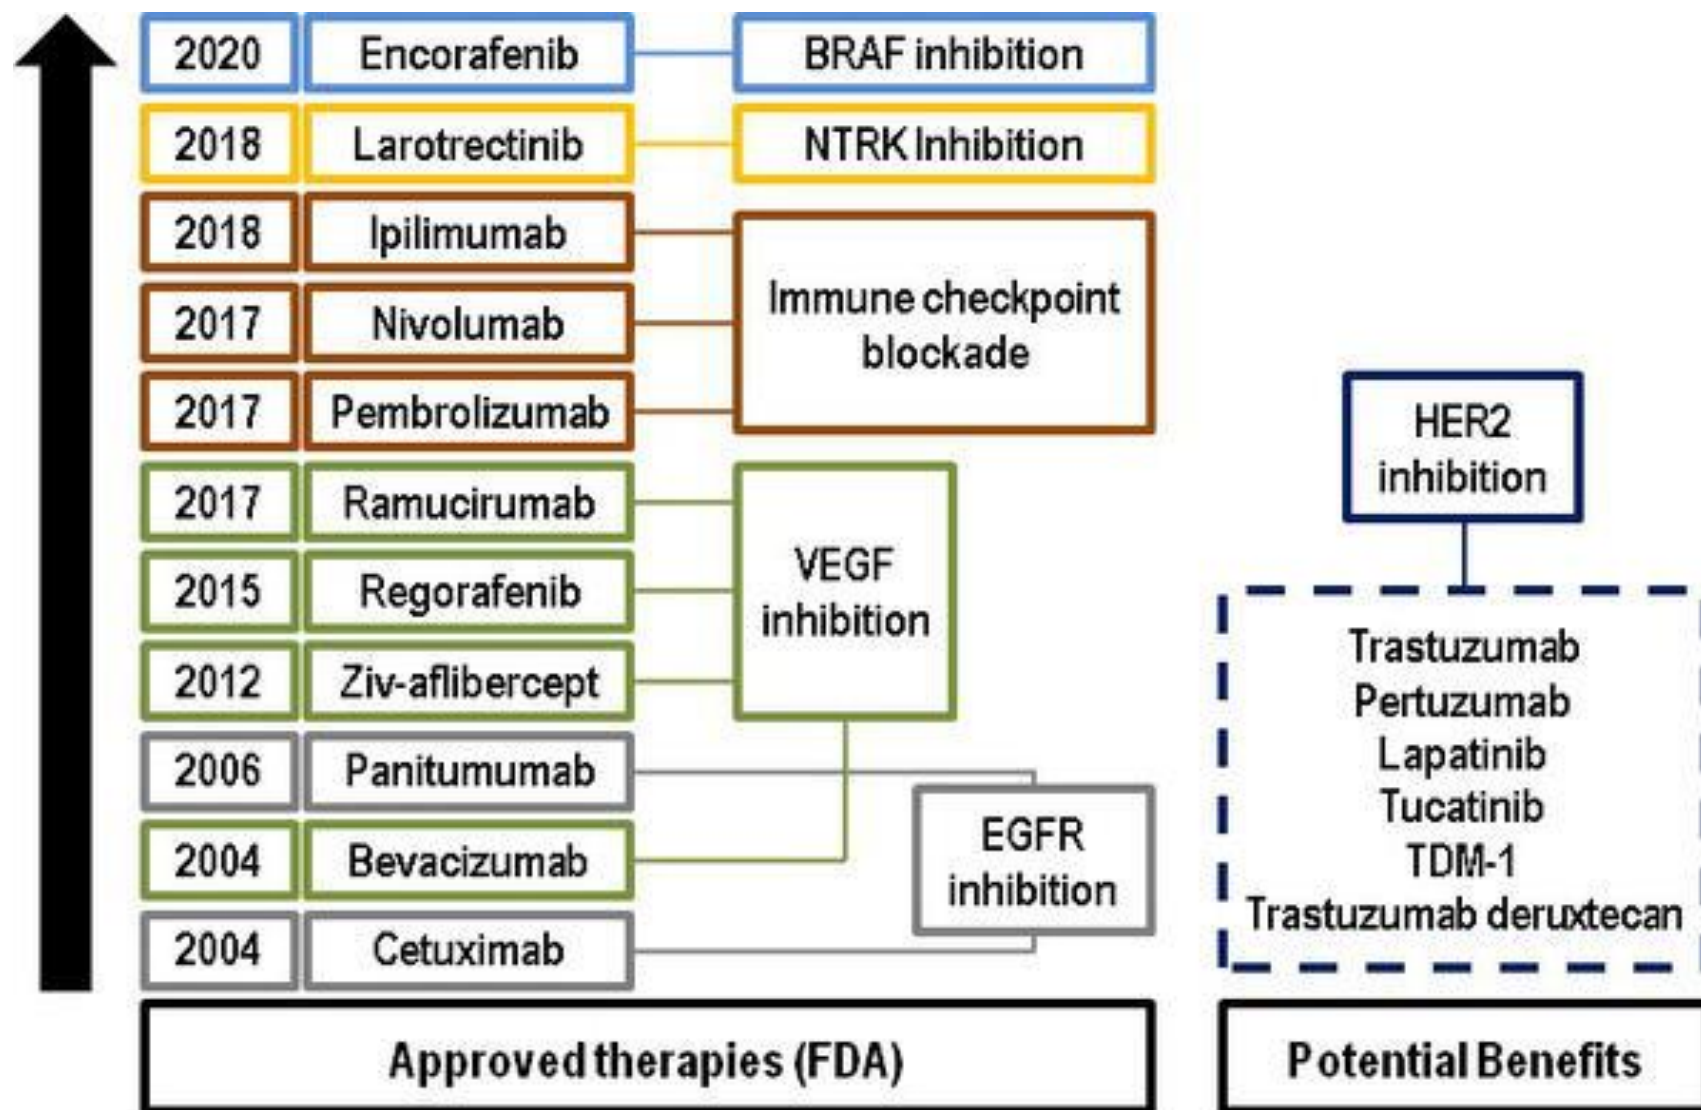 2020 Encorafenib BRAF inhibition
2018 Larotrectinib NTRK Inhibition
2018 Ipilimumab
2017 Nivolumab
Immune checkpoint
blockade
2017 Pembrolizumab
2017 Ramucirumab
2015 Regorafenib
VEGF
inhibition
2012 Ziv-aflibercept
2006 Panitumumab
2004 Bevacizumab
EGFR
inhibition
2004 Cetuximab
Approved therapies (FDA)
HER2
inhibition
Trastuzumab
Pertuzumab
Lapatinib
Tucatinib
TDM-1
Trastuzumab deruxtecan
Potential Benefits